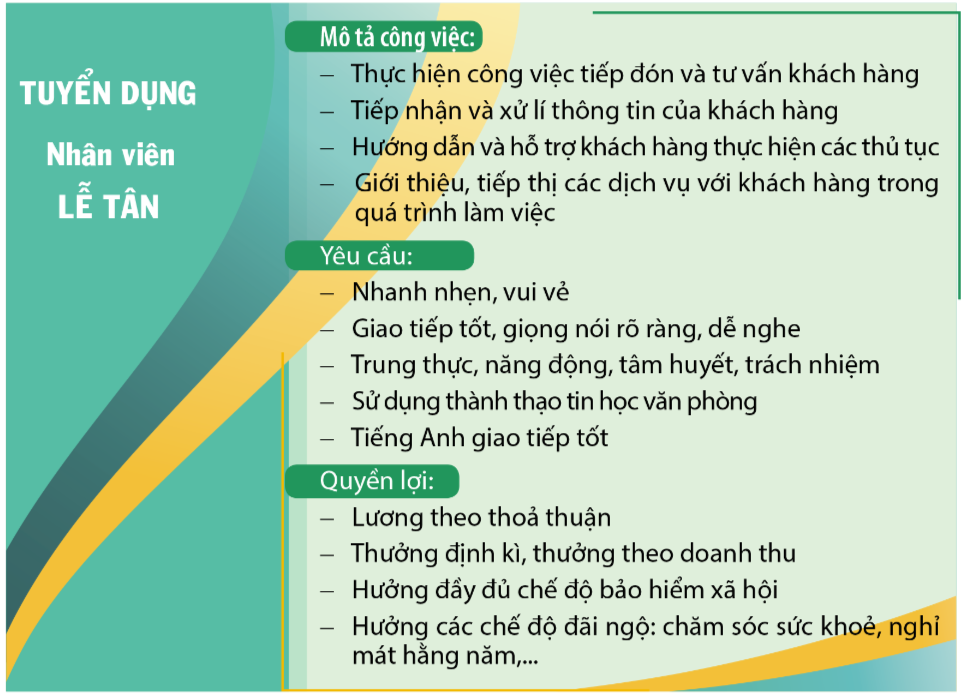 TUYỂN DỤNG
Nhân viên
LỄ TÂN
Mô tả công việc:
– Thực hiện công việc tiếp đón và tư vấn khách hàng
– Tiếp nhận và xử lí thông tin của khách hàng
– Hướng dẫn và hỗ trợ khách hàng thực hiện các thủ tục
– Giới thiệu, tiếp thị các dịch vụ với khách hàng trong
quá trình làm việc
Yêu cầu:
– Nhanh nhẹn, vui vẻ
– Giao tiếp tốt, giọng nói rõ ràng, dễ nghe
– Trung thực, năng động, tâm huyết, trách nhiệm
– Sử dụng thành thạo tin học văn phòng
– Tiếng Anh giao tiếp tốt
Quyền lợi:
– Lương theo thoả thuận
– Thưởng định kì, thưởng theo doanh thu
– Hưởng đầy đủ chế độ bảo hiểm xã hội
– Hưởng các chế độ đãi ngộ: chăm sóc sức khoẻ, nghỉ
mát hằng năm,...